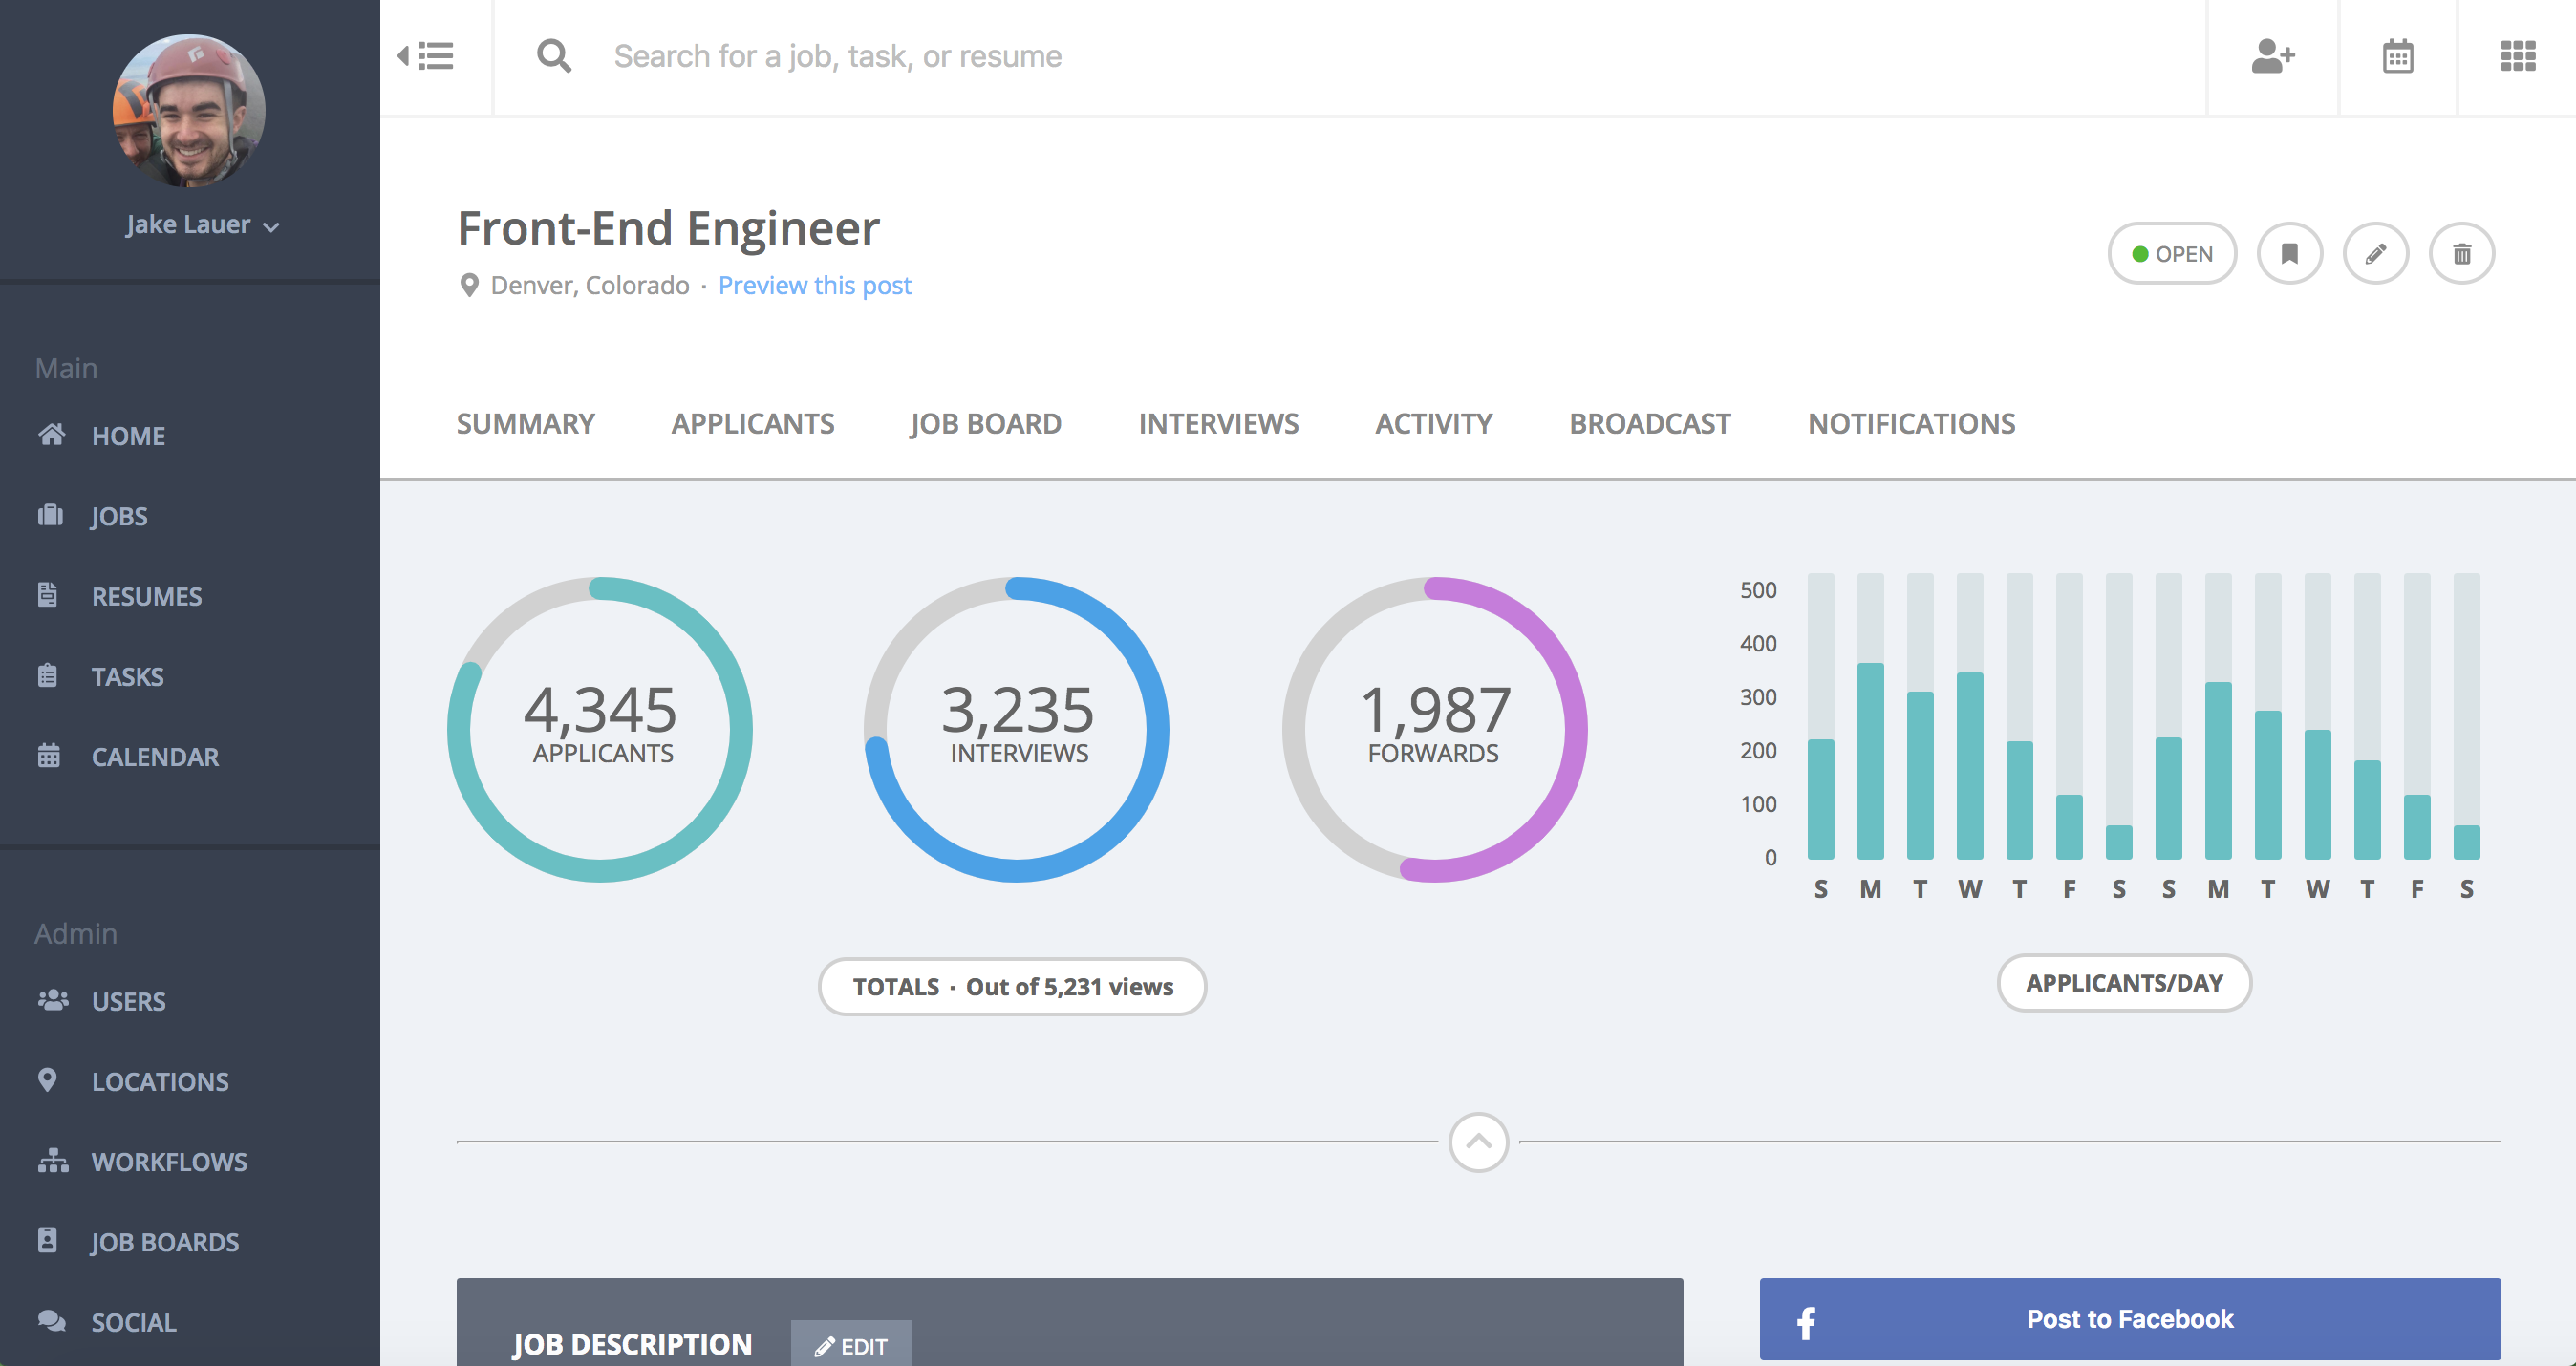 Jake Lauer
Main
HOME
JOBS
RESUMES
TASKS
CALENDAR
Admin
USERS
LOCATIONS
WORKFLOWS
JOB BOARDS
SOCIAL
Search for a job, task, or resume
Front-End Engineer
Denver, Colorado · Preview this post
OPEN
SUMMARY APPLICANTS JOB BOARD INTERVIEWS ACTIVITY BROADCAST NOTIFICATIONS
4,345
APPLICANTS
3,235
INTERVIEWS
1,987
FORWARDS
TOTALS · Out of 5,231 views
500
400
300
200
100
0
S M T W T F S S M T W T F S
APPLICANTS/DAY
JOB DESCRIPTION EDIT
Post to Facebook